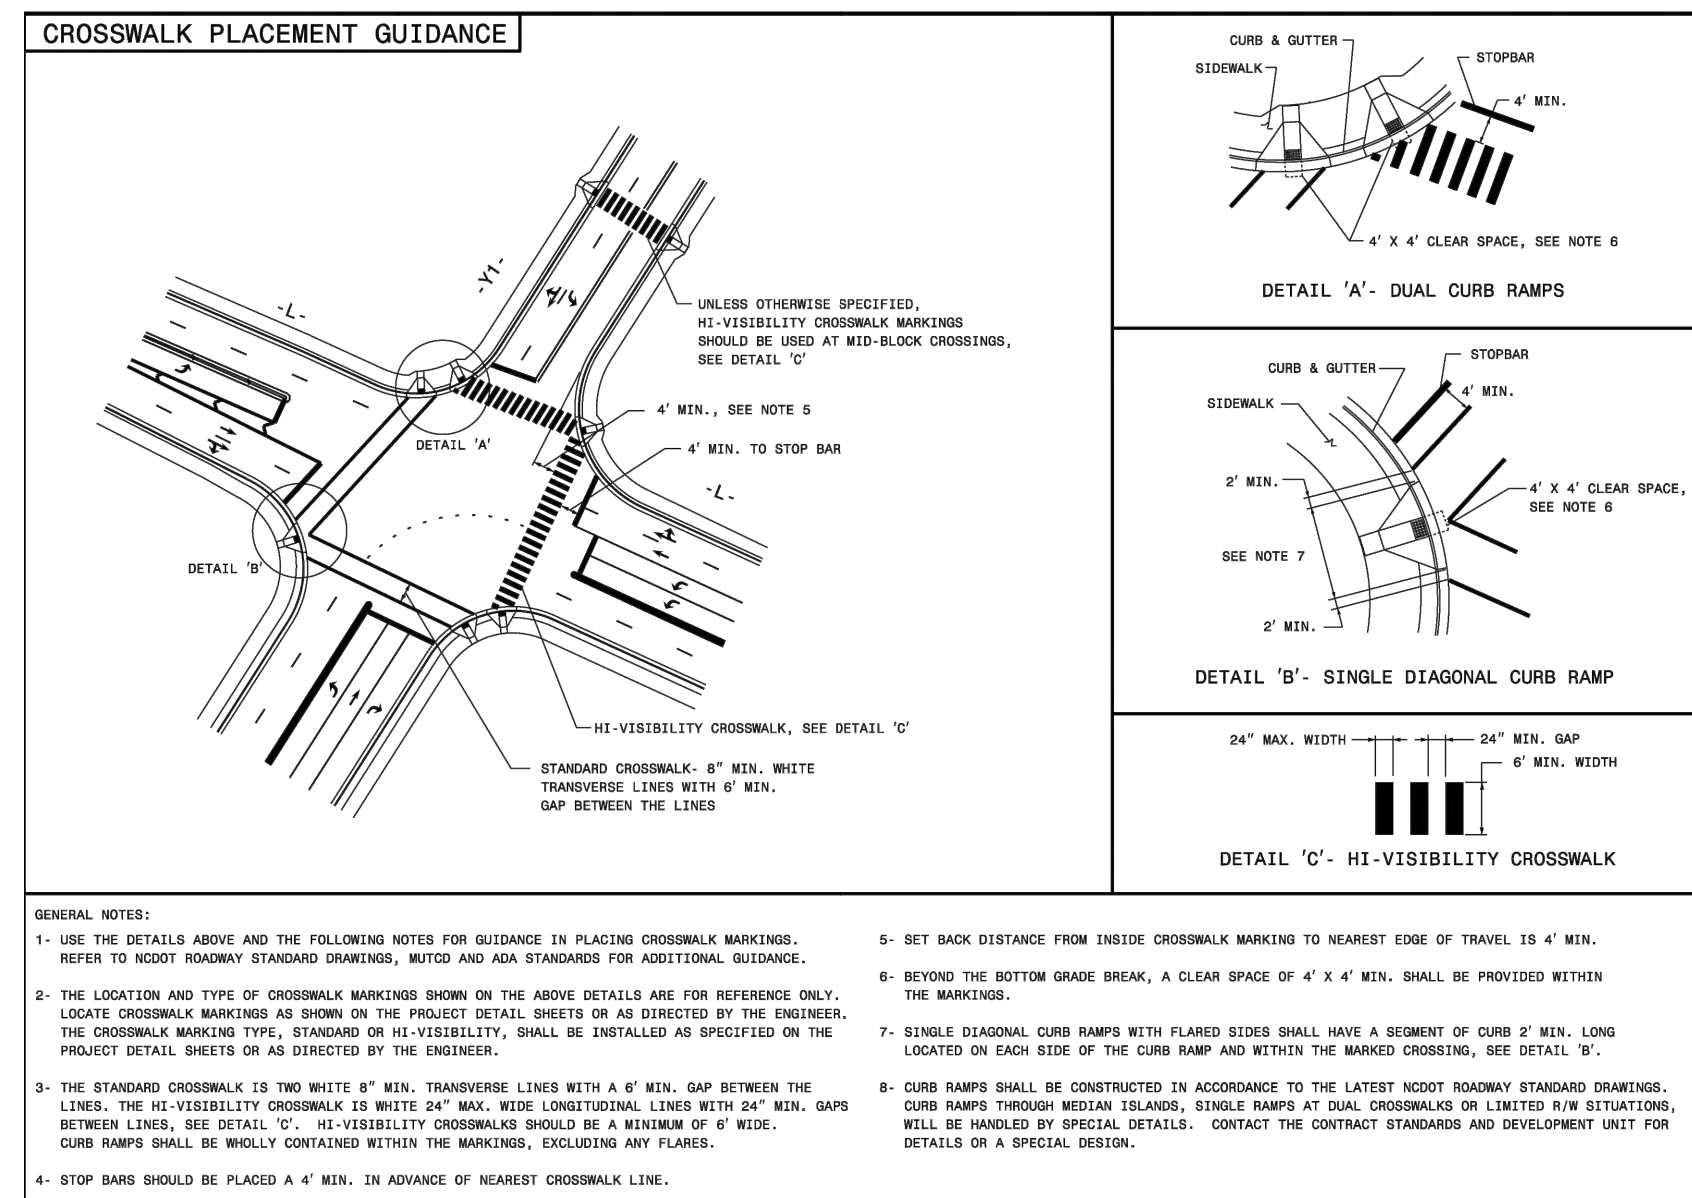 CROSSWALK PLACEMENT GUIDANCE
-L-
-Y1-
UNLESS OTHERWISE SPECIFIED,
HI-VISIBILITY CROSSWALK MARKINGS
SHOULD BE USED AT MID-BLOCK CROSSINGS,
SEE DETAIL 'C'
4' MIN., SEE NOTE 5
DETAIL 'A'
4' MIN. TO STOP BAR
-L-
DETAIL 'B'
HI-VISIBILITY CROSSWALK, SEE DETAIL 'C'
STANDARD CROSSWALK- 8" MIN. WHITE
TRANSVERSE LINES WITH 6' MIN.
GAP BETWEEN THE LINES
CURB & GUTTER
STOPBAR
SIDEWALK
4' MIN.
4' X 4' CLEAR SPACE, SEE NOTE 6
DETAIL 'A'- DUAL CURB RAMPS
STOPBAR
CURB & GUTTER
4' MIN.
SIDEWALK
2' MIN.
4' X 4' CLEAR SPACE,
SEE NOTE 6
SEE NOTE 7
2' MIN.
DETAIL 'B'- SINGLE DIAGONAL CURB RAMP
24" MAX. WIDTH
24" MIN. GAP
6' MIN. WIDTH
DETAIL 'C'- HI-VISIBILITY CROSSWALK
GENERAL NOTES:
1- USE THE DETAILS ABOVE AND THE FOLLOWING NOTES FOR GUIDANCE IN PLACING CROSSWALK MARKINGS.
REFER TO NCDOT ROADWAY STANDARD DRAWINGS, MUTCD AND ADA STANDARDS FOR ADDITIONAL GUIDANCE.
2- THE LOCATION AND TYPE OF CROSSWALK MARKINGS SHOWN ON THE ABOVE DETAILS ARE FOR REFERENCE ONLY.
LOCATE CROSSWALK MARKINGS AS SHOWN ON THE PROJECT DETAIL SHEETS OR AS DIRECTED BY THE ENGINEER.
THE CROSSWALK MARKING TYPE, STANDARD OR HI-VISIBILITY, SHALL BE INSTALLED AS SPECIFIED ON THE
PROJECT DETAIL SHEETS OR AS DIRECTED BY THE ENGINEER.
3- THE STANDARD CROSSWALK IS TWO WHITE 8" MIN. TRANSVERSE LINES WITH A 6' MIN. GAP BETWEEN THE
LINES. THE HI-VISIBILITY CROSSWALK IS WHITE 24" MAX. WIDE LONGITUDINAL LINES WITH 24" MIN. GAPS
BETWEEN LINES, SEE DETAIL 'C'. HI-VISIBILITY CROSSWALKS SHOULD BE A MINIMUM OF 6' WIDE.
CURB RAMPS SHALL BE WHOLLY CONTAINED WITHIN THE MARKINGS, EXCLUDING ANY FLARES.
4- STOP BARS SHOULD BE PLACED A 4' MIN. IN ADVANCE OF NEAREST CROSSWALK LINE.
5- SET BACK DISTANCE FROM INSIDE CROSSWALK MARKING TO NEAREST EDGE OF TRAVEL IS 4' MIN.
6- BEYOND THE BOTTOM GRADE BREAK, A CLEAR SPACE OF 4' X 4' MIN. SHALL BE PROVIDED WITHIN
THE MARKINGS.
7- SINGLE DIAGONAL CURB RAMPS WITH FLARED SIDES SHALL HAVE A SEGMENT OF CURB 2' MIN. LONG
LOCATED ON EACH SIDE OF THE CURB RAMP AND WITHIN THE MARKED CROSSING, SEE DETAIL 'B'.
8- CURB RAMPS SHALL BE CONSTRUCTED IN ACCORDANCE TO THE LATEST NCDOT ROADWAY STANDARD DRAWINGS.
CURB RAMPS THROUGH MEDIAN ISLANDS, SINGLE RAMPS AT DUAL CROSSWALKS OR LIMITED R/W SITUATIONS,
WILL BE HANDLED BY SPECIAL DETAILS. CONTACT THE CONTRACT STANDARDS AND DEVELOPMENT UNIT FOR
DETAILS OR A SPECIAL DESIGN.